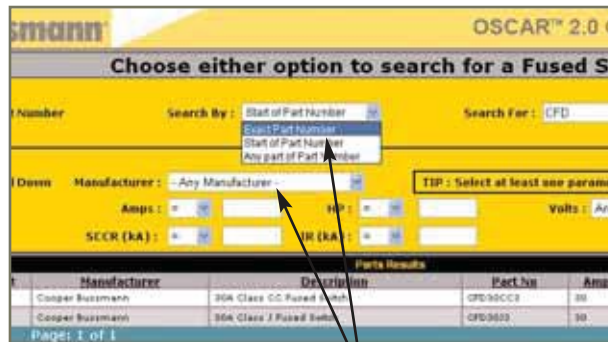 smann
OSCAR™ 2.0
Choose either option to search for a Fused S
Number Search By : Start of Part Number Search For : CFD
Exact Part Number
Start of Part Number
Any part of Part Number
Down Manufacturer : -- Any Manufacturer -- TIP : Select at least one param
Amps : = HP : = Volts : An
SCCR (kA) : = IR (kA) : =
Parts Results
Manufacturer Description Part No Amp
Cooper Bussmann 30A Class CC Fused Switch CFD30CC3 30
Cooper Bussmann 30A Class J Fused Switch CFD30J3 30
Page: 1 of 1